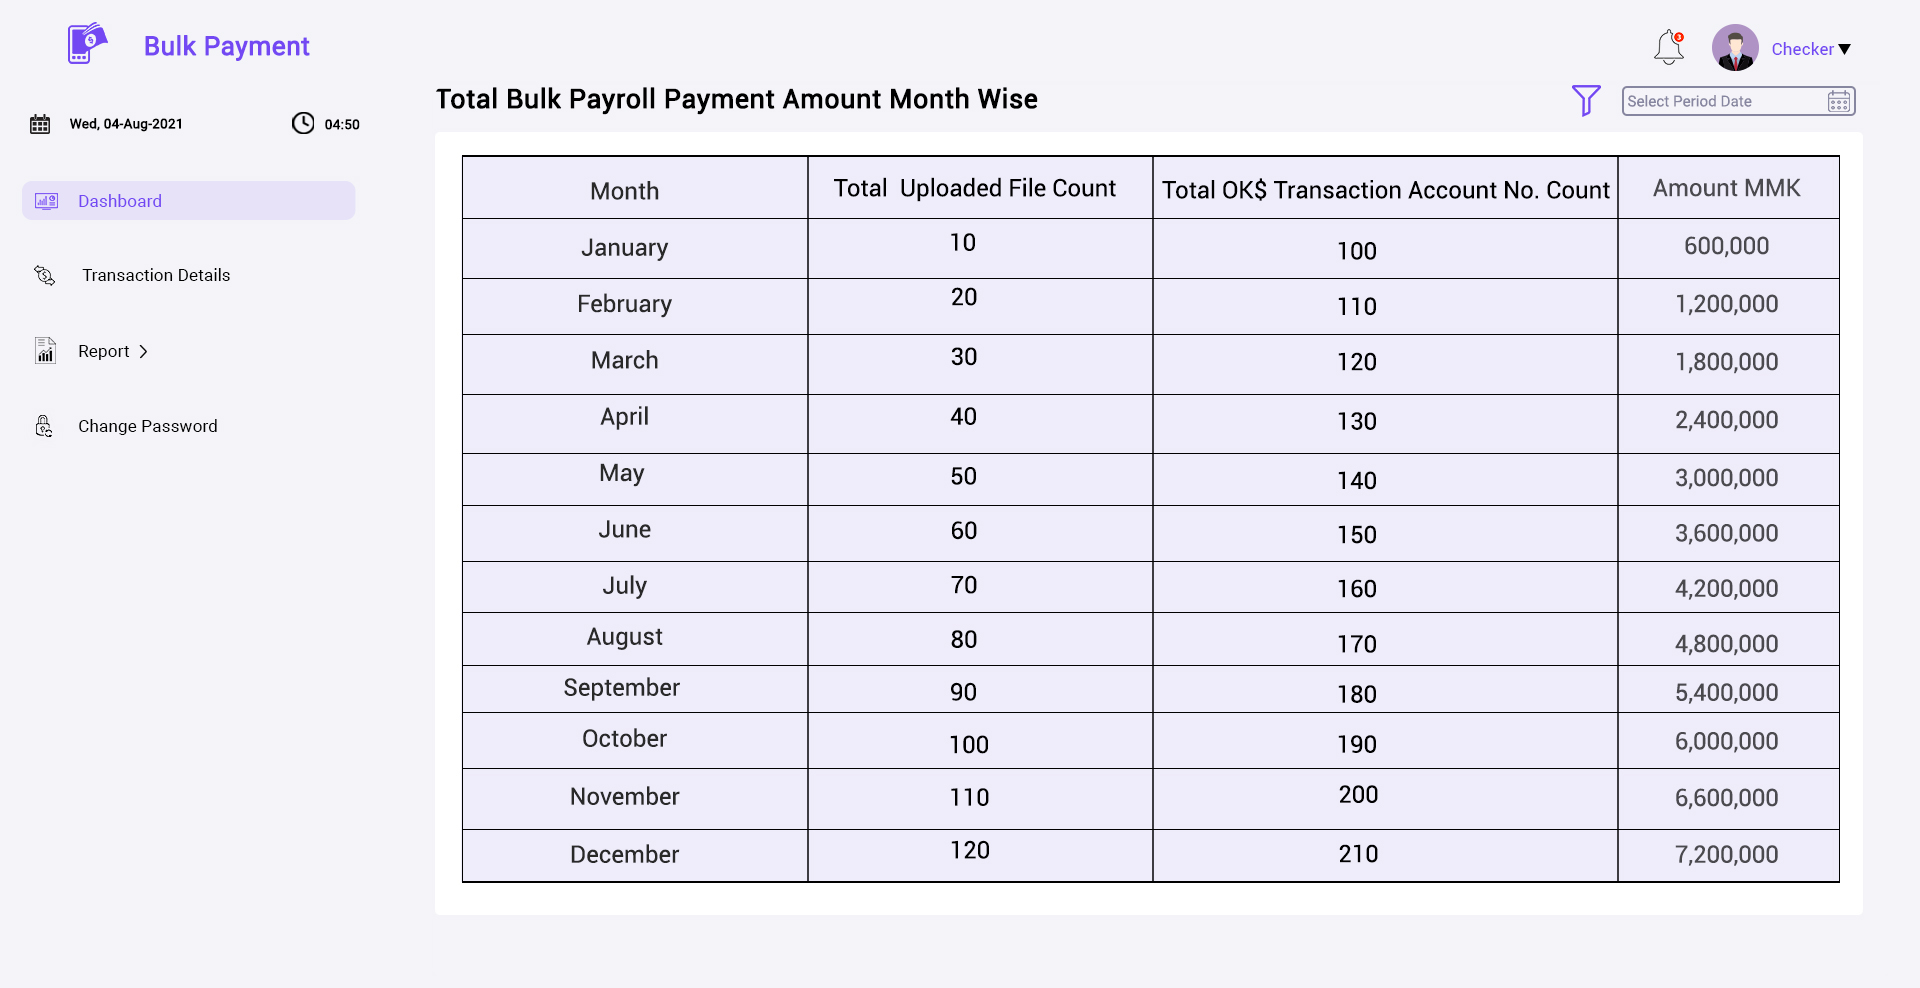 Bulk Payment
3
Checker
Total Bulk Payroll Payment Amount Month Wise
Select Period Date
Wed, 04-Aug-2021
04:50
Dashboard
Transaction Details
Report
Change Password
Month Total Uploaded File Count Total OK$ Transaction Account No. Count Amount MMK
January 10 100 600,000
February 20 110 1,200,000
March 30 120 1,800,000
April 40 130 2,400,000
May 50 140 3,000,000
June 60 150 3,600,000
July 70 160 4,200,000
August 80 170 4,800,000
September 90 180 5,400,000
October 100 190 6,000,000
November 110 200 6,600,000
December 120 210 7,200,000